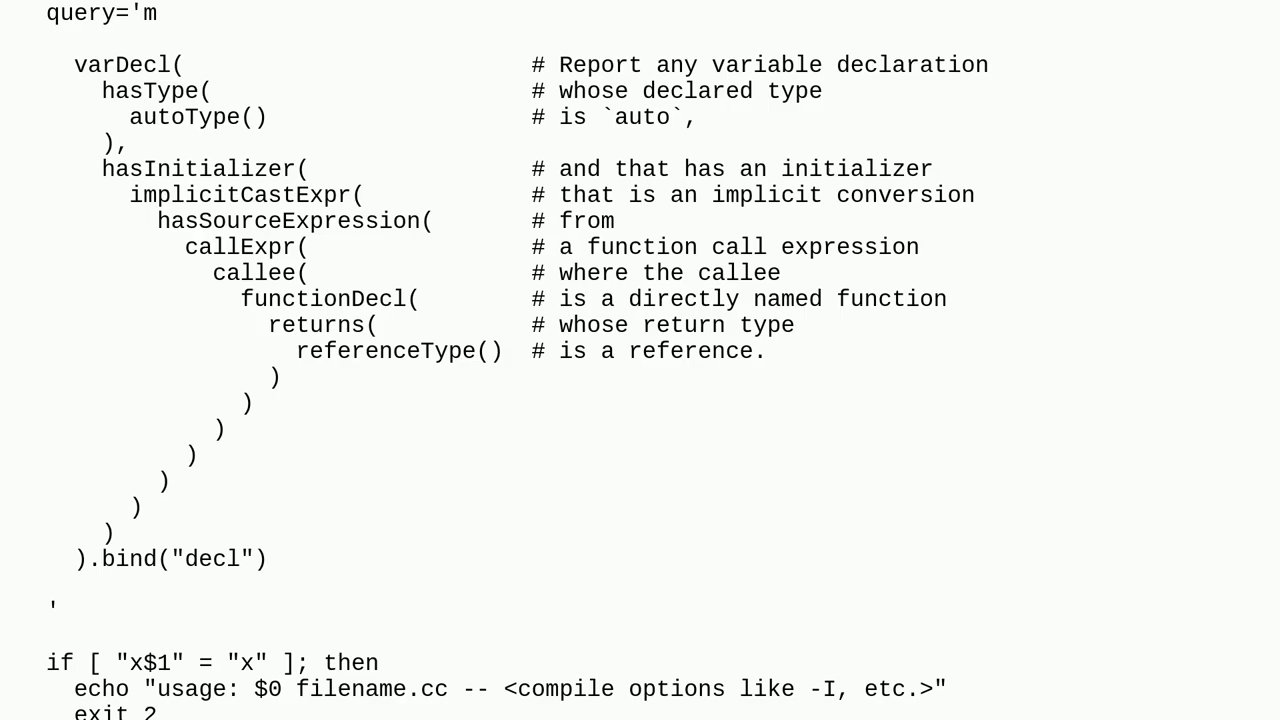 query='m
varDecl(                                 # Report any variable declaration
hasType(                       # whose declared type
autoType()                   # is `auto`,
),
hasInitializer(                # and that has an initializer
implicitCastExpr(            # that is an implicit conversion
hasSourceExpression(       # from
callExpr(                # a function call expression
callee(                # where the callee
functionDecl(        # is a directly named function
returns(           # whose return type
referenceType()  # is a reference.
)
)
)
)
)
)
)
).bind("decl")
'
if [ "x$1" = "x" ]; then
echo "usage: $0 filename.cc -- <compile options like -I, etc.>"
exit 2